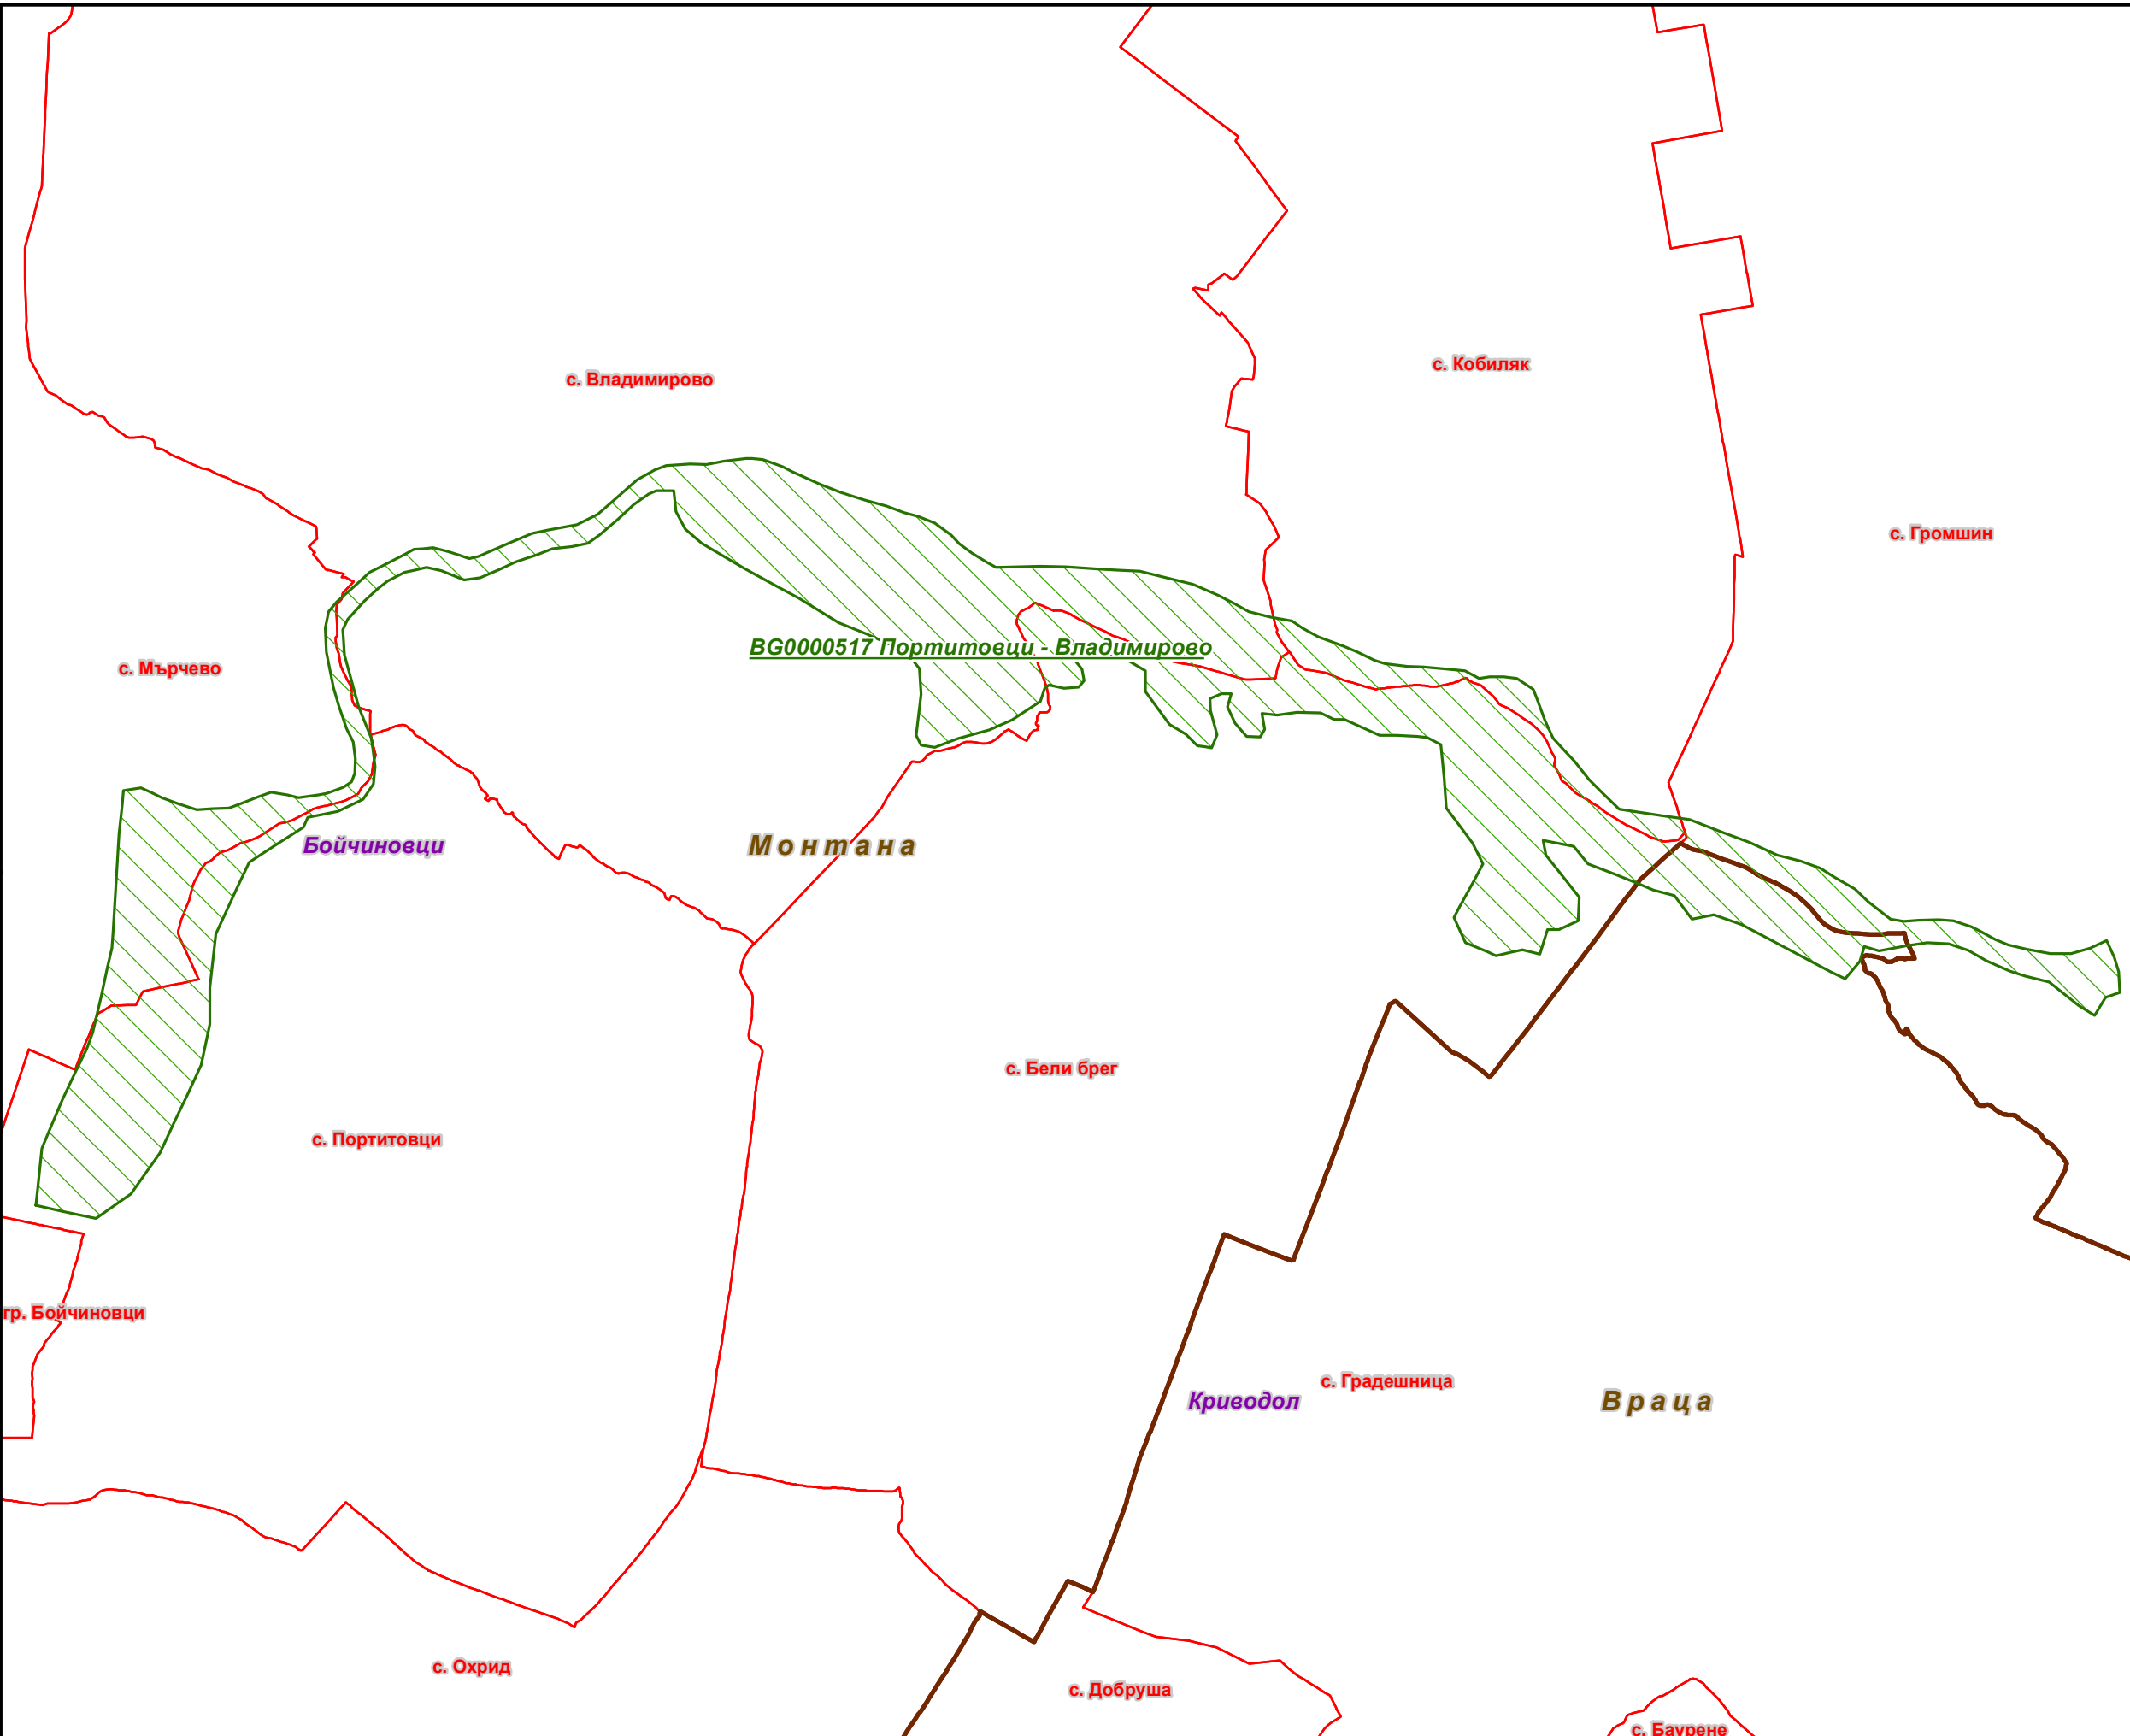 с. Кобиляк
с. Владимирово
с. Громшин
BG0000517 Портитовци - Владимирово
с. Мърчево
Бойчиновци
Монтана
с. Бели брег
с. Портитовци
гр. Бойчиновци
с. Градешница
Криводол
Враца
с. Охрид
с. Добруша
с. Баурене